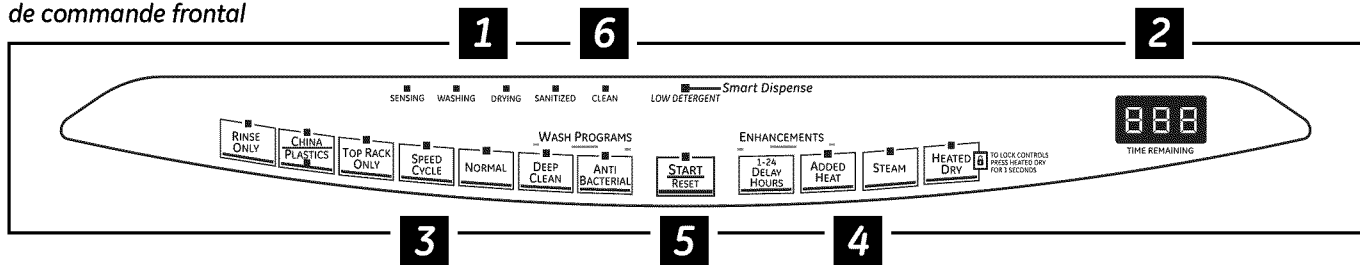 de commande frontal
1 6 2
SENSING WASHING DRYING SANITIZED CLEAN LOW DETERGENT Smart Dispense
888
TIME REMAINING
WASH PROGRAMS ENHANCEMENTS
RINSE
ONLY
CHINA
PLASTICS
TOP RACK
ONLY
SPEED
CYCLE
NORMAL
DEEP
CLEAN
ANTI
BACTERIAL
START
RESET
1-24
DELAY
HOURS
ADDED
HEAT
STEAM
HEATED
DRY
TO LOCK CONTROLS
PRESS HEATED DRY
FOR 3 SECONDS
3 5 4